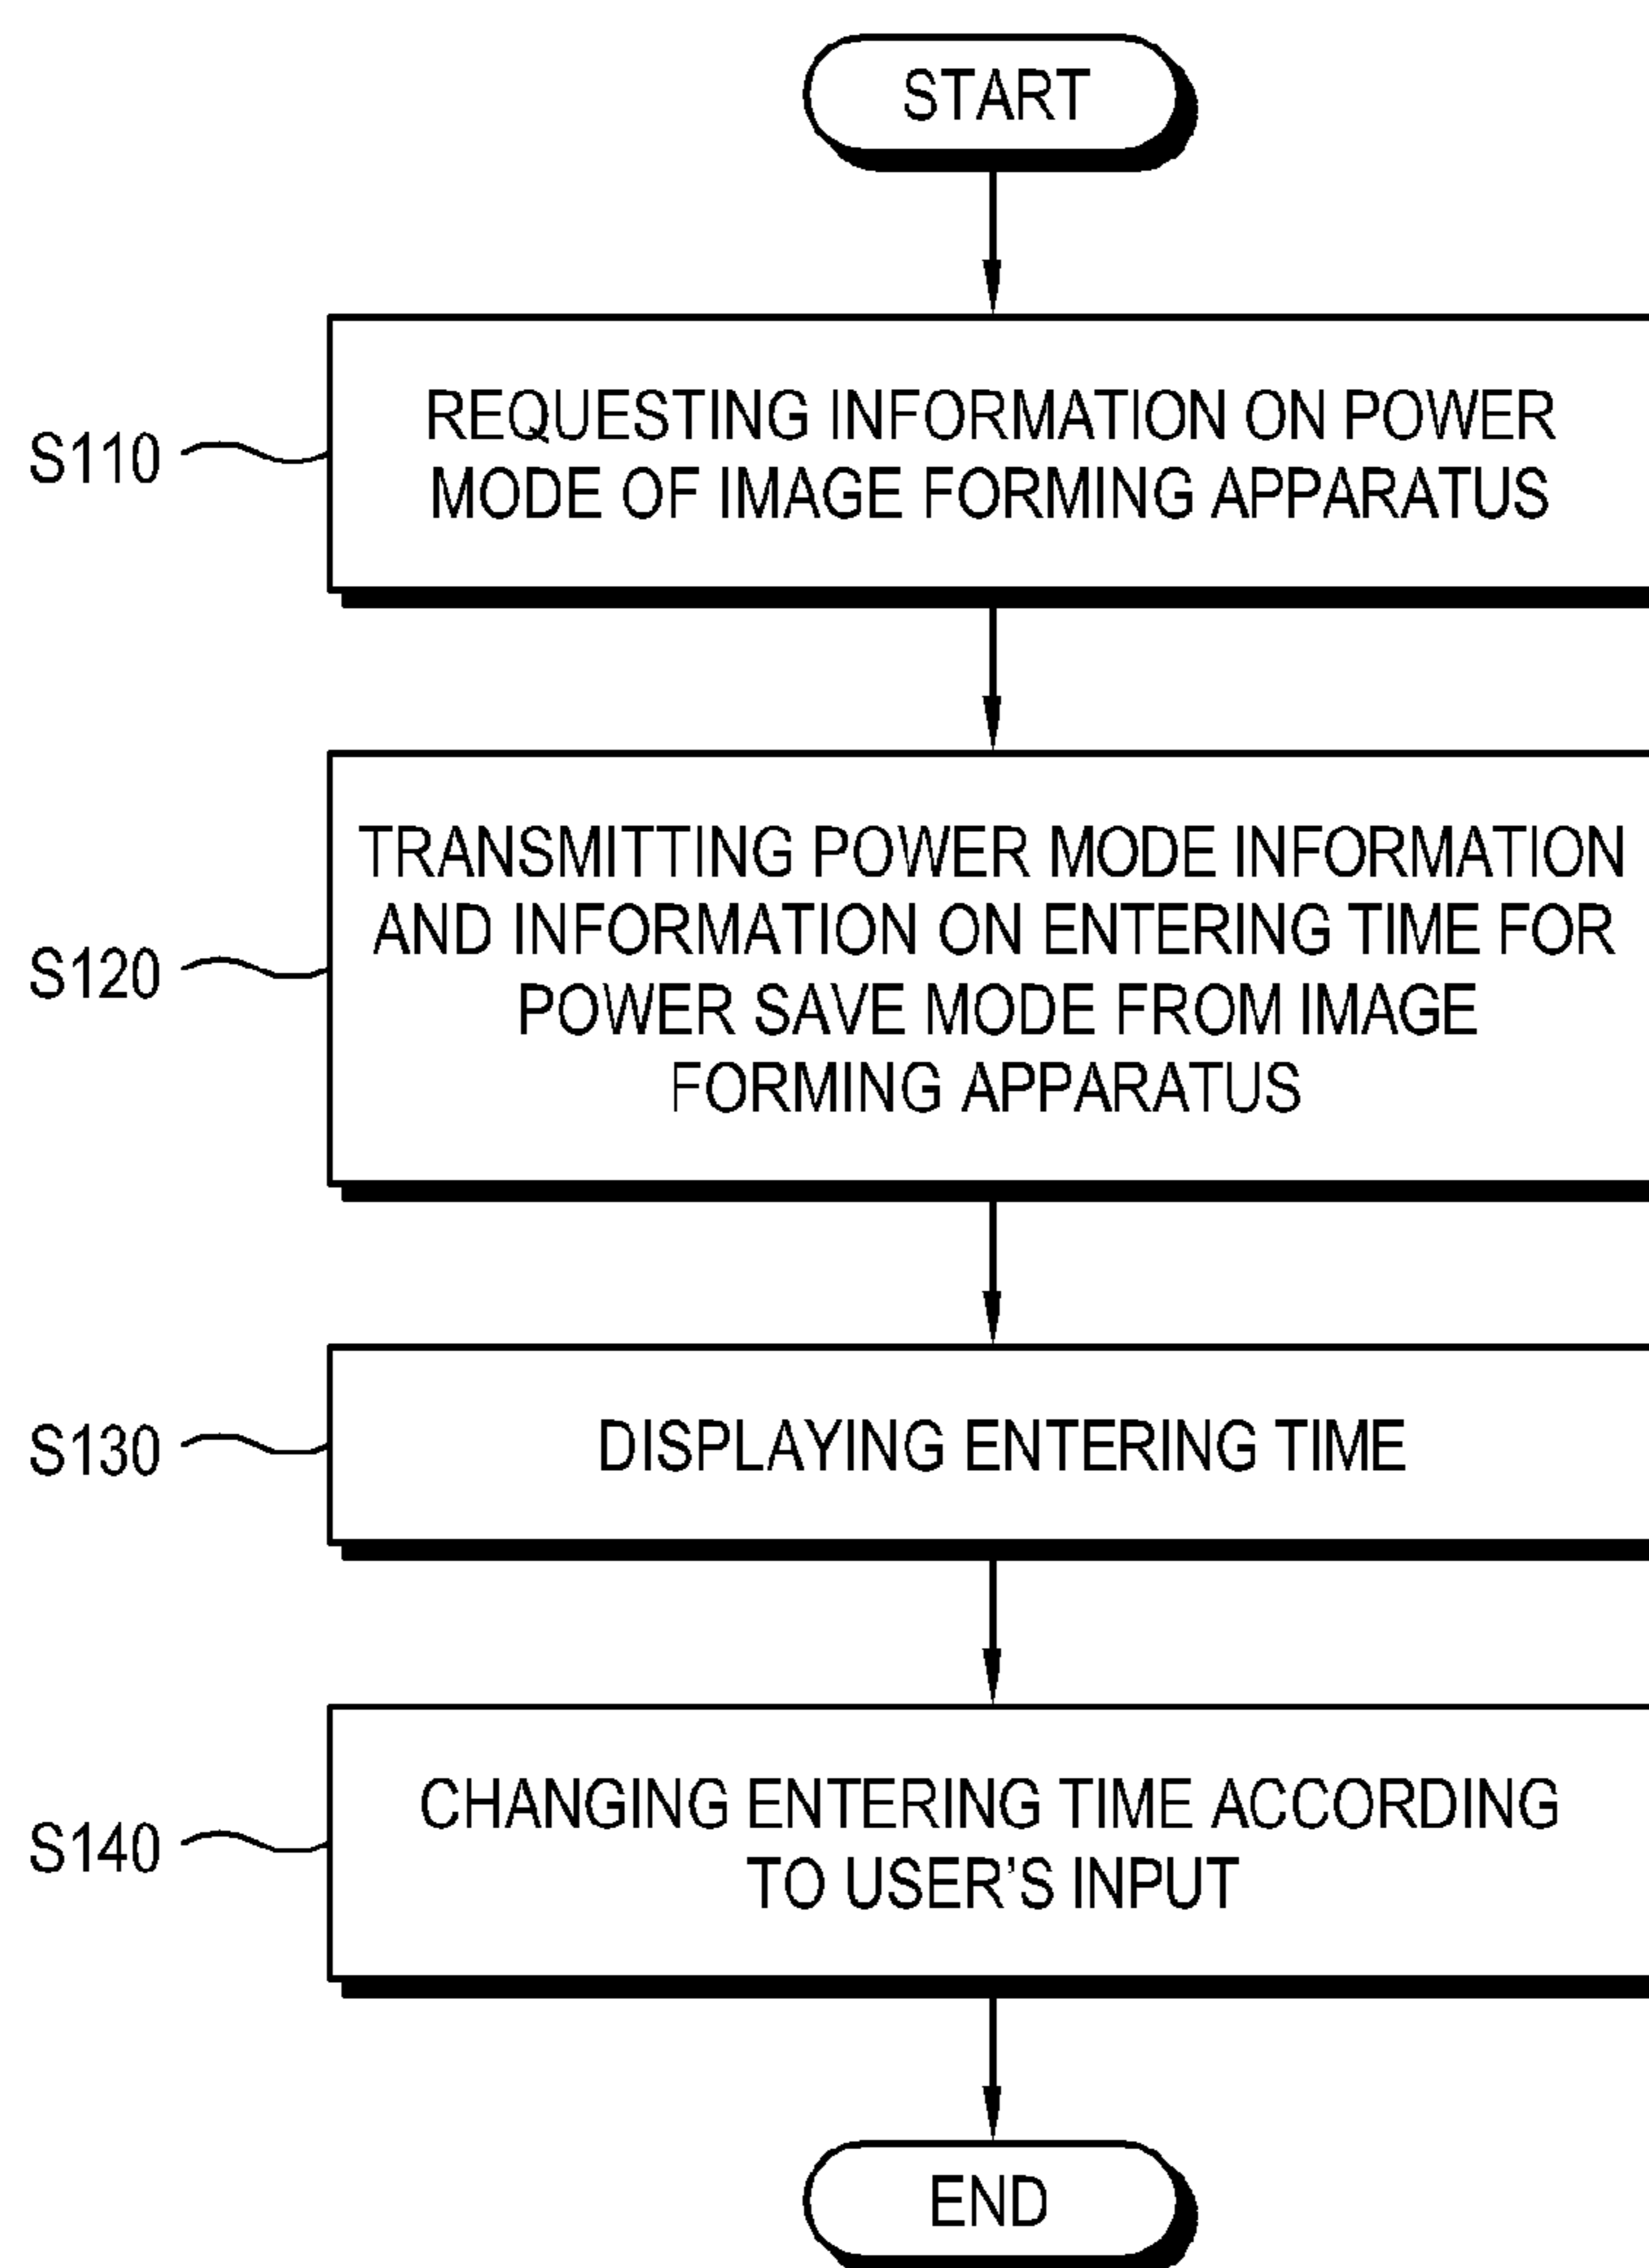 START
S110
REQUESTING INFORMATION ON POWER
MODE OF IMAGE FORMING APPARATUS
S120
TRANSMITTING POWER MODE INFORMATION
AND INFORMATION ON ENTERING TIME FOR
POWER SAVE MODE FROM IMAGE
FORMING APPARATUS
S130
DISPLAYING ENTERING TIME
S140
CHANGING ENTERING TIME ACCORDING
TO USER'S INPUT
END